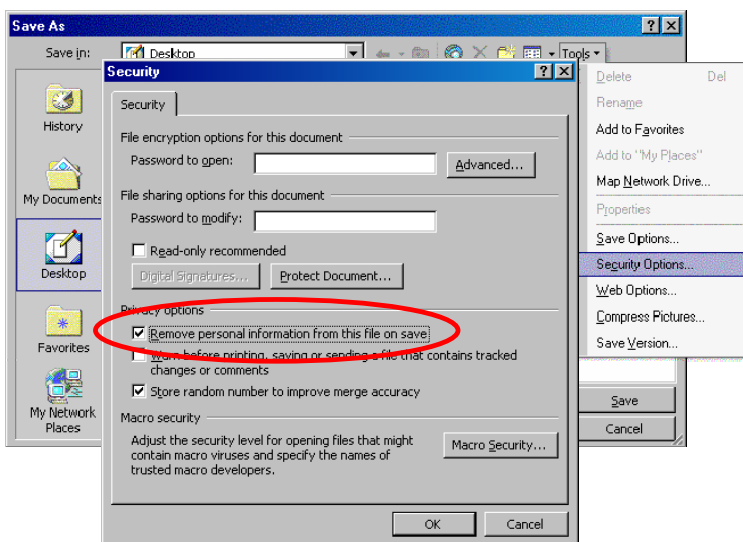 Save As
Save in:
Desktop
Tools
History
My Documents
Desktop
Favorites
My Network
Places
Save
Cancel
Security
Security
File encryption options for this document
Password to open:
Advanced...
File sharing options for this document
Password to modify:
Read-only recommended
Digital Signatures...
Protect Document...
Privacy options
Remove personal information from this file on save
Warn before printing, saving or sending a file that contains tracked
changes or comments
Store random number to improve merge accuracy
Macro security
Adjust the security level for opening files that might
contain macro viruses and specify the names of
trusted macro developers.
Macro Security...
OK
Cancel
Delete Del
Rename
Add to Favorites
Add to "My Places"
Map Network Drive...
Properties
Save Options...
Security Options...
Web Options...
Compress Pictures...
Save Version...